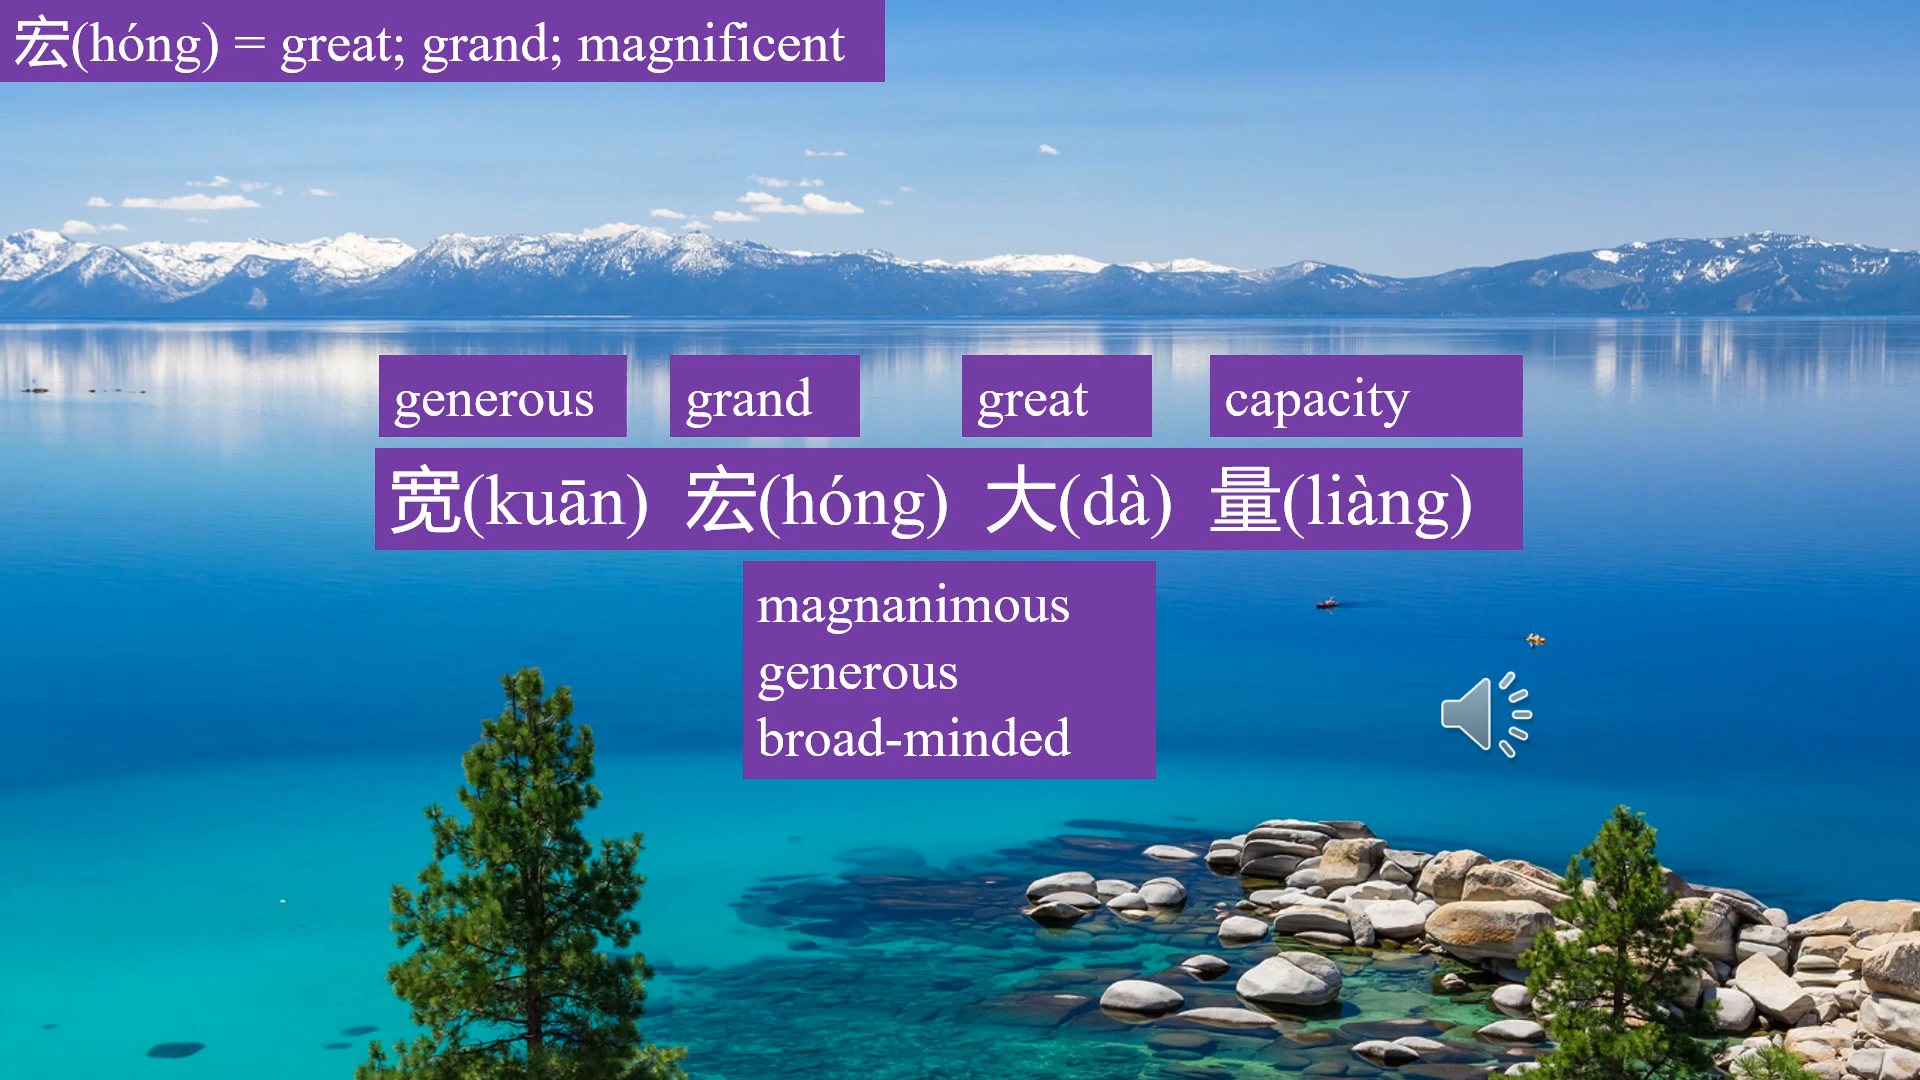 宏(hóng) = great; grand; magnificent
generous grand great capacity
宽(kuān) 宏(hóng) 大(dà) 量(liàng)
magnanimous
generous
broad-minded